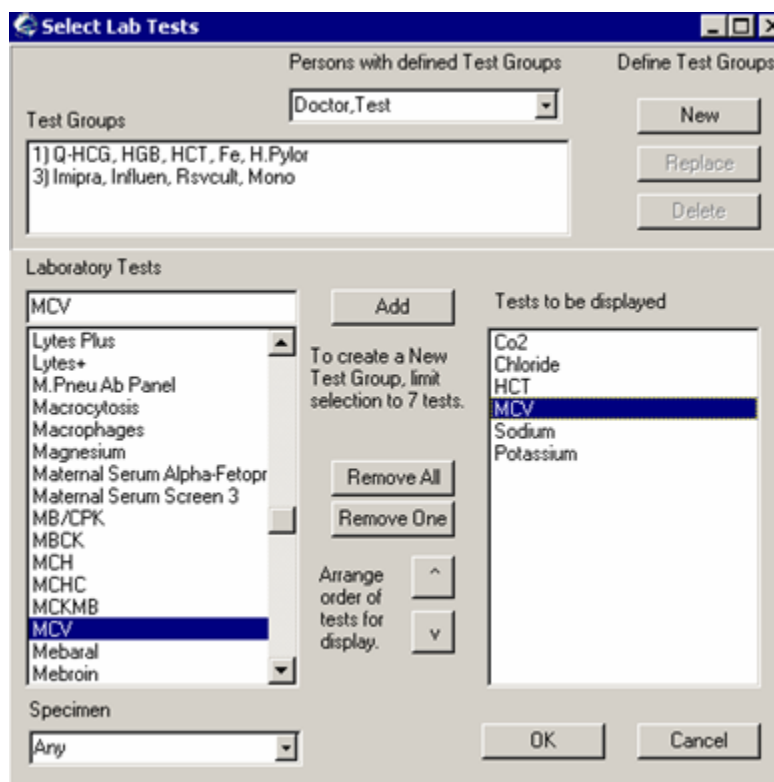 Select Lab Tests
Persons with defined Test Groups
Define Test Groups
Doctor,Test
New
Test Groups
1) Q-HCG, HGB, HCT, Fe, H.Pylor
3) Imipra, Influen, Rsvcult, Mono
Replace
Delete
Laboratory Tests
MCV
Lytes Plus
Lytes+
M.Pneu Ab Panel
Macrocytosis
Macrophages
Magnesium
Maternal Serum Alpha-Fetopr
Maternal Serum Screen 3
MB/CPK
MBCK
MCH
MCHC
MCKMB
MCV
Mebaral
Mebroin
Add
To create a New
Test Group, limit
selection to 7 tests.
Remove All
Remove One
Arrange
order of
tests for
display.
^
v
Tests to be displayed
Co2
Chloride
HCT
MCV
Sodium
Potassium
Specimen
Any
OK
Cancel